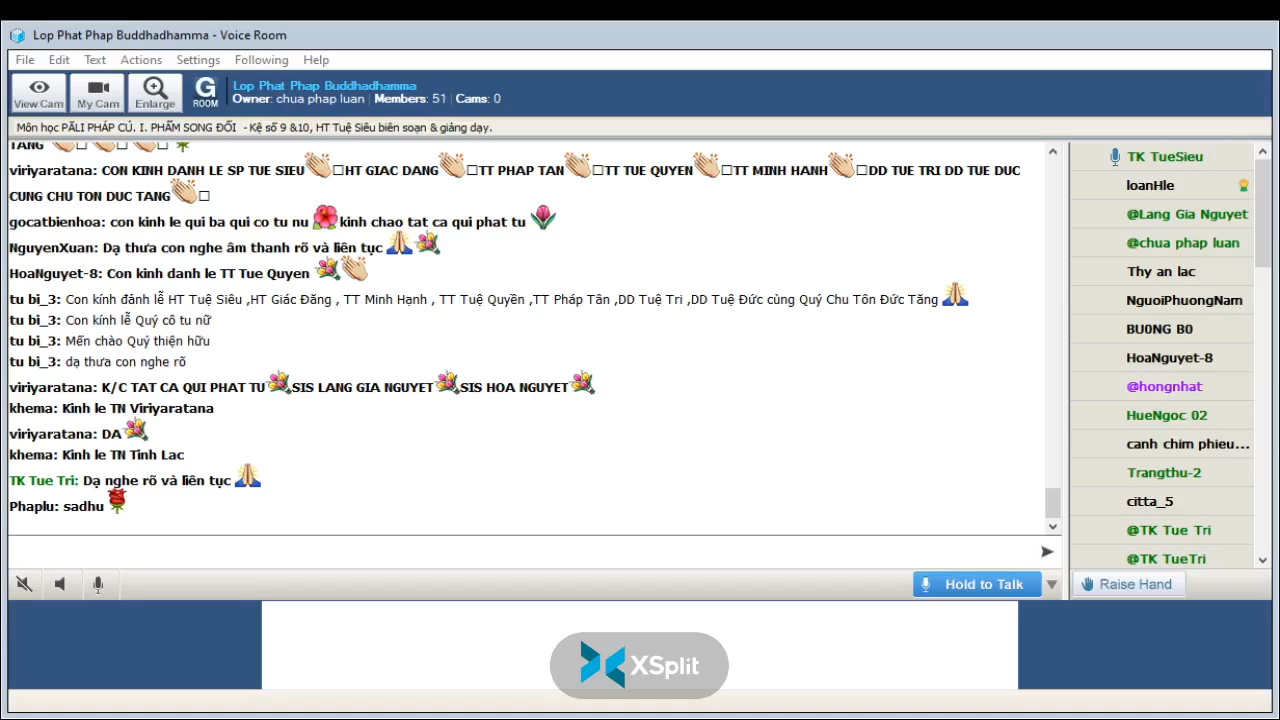 Lop Phat Phap Buddhadhamma - Voice Room
File Edit Text Actions Settings Following Help
View Cam My Cam Enlarge G ROOM
Lop Phat Phap Buddhadhamma
Owner: chua phap luan | Members: 51 | Cams: 0
Môn học PĀLI PHÁP CÚ. I. PHẨM SONG ĐỐI - Kệ số 9 &10, HT Tuệ Siêu biên soạn & giảng dạy.
TANG
viriyaratana: CON KINH DANH LE SP TUE SIEU HT GIAC DANG TT PHAP TAN TT TUE QUYEN TT MINH HANH DD TUE TRI DD TUE DUC
CUNG CHU TON DUC TANG
gocatbienhoa: con kinh le qui ba qui co tu nu kinh chao tat ca qui phat tu
NguyenXuan: Dạ thưa con nghe âm thanh rõ và liên tục
HoaNguyet-8: Con kinh danh le TT Tue Quyen
tu bi_3: Con kính đảnh lễ HT Tuệ Siêu ,HT Giác Đăng , TT Minh Hạnh , TT Tuệ Quyền ,TT Pháp Tân ,DD Tuệ Tri ,DD Tuệ Đức cùng Quý Chu Tôn Đức Tăng
tu bi_3: Con kính lễ Quý cô tu nữ
tu bi_3: Mến chào Quý thiện hữu
tu bi_3: dạ thưa con nghe rõ
viriyaratana: K/C TAT CA QUI PHAT TU SIS LANG GIA NGUYET SIS HOA NGUYET
khema: Kinh le TN Viriyaratana
viriyaratana: DA
khema: Kinh le TN Tinh Lac
TK Tue Tri: Dạ nghe rõ và liên tục
Phaplu: sadhu
TK TueSieu
loanHle
@Lang Gia Nguyet
@chua phap luan
Thy an lac
NguoiPhuongNam
BU0NG B0
HoaNguyet-8
@hongnhat
HueNgoc 02
canh chim phieu...
Trangthu-2
citta_5
@TK Tue Tri
@TK TueTri
Hold to Talk
Raise Hand
XSplit